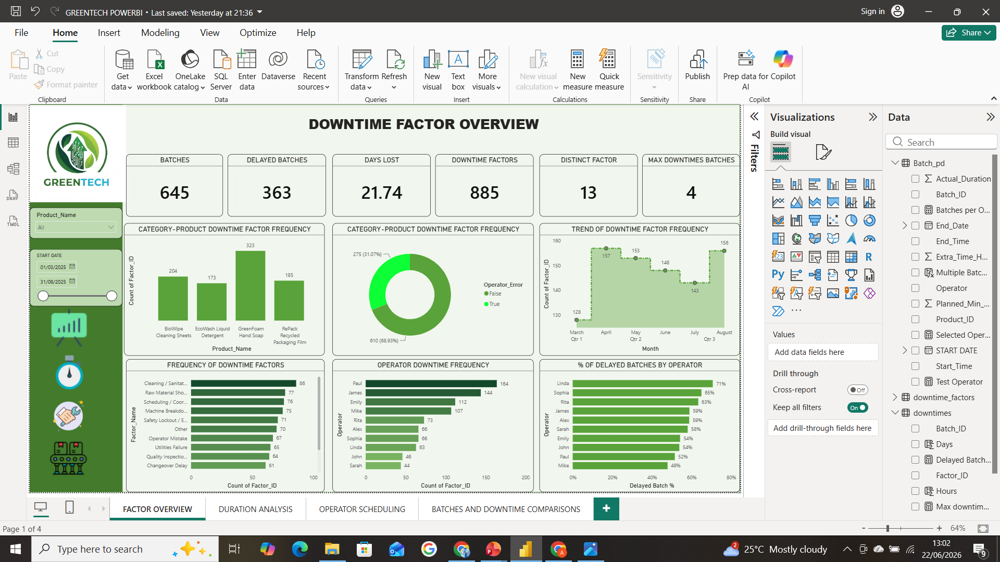 GREENTECH POWERBI • Last saved: Yesterday at 21:36
Sign in
File Home Insert Modeling View Optimize Help
Share
Paste
Cut
Copy
Format painter
Clipboard
Get data
Excel workbook
OneLake catalog
SQL Server
Enter data
Dataverse
Recent sources
Data
Transform data
Refresh
Queries
New visual
Text box
More visuals
Insert
New visual calculation
New measure
Quick measure
Calculations
Sensitivity
Sensitivity
Publish
Share
Prep data for AI
Copilot
Copilot
DAX
TMDL
GREENTECH
DOWNTIME FACTOR OVERVIEW
BATCHES
645
DELAYED BATCHES
363
DAYS LOST
21.74
DOWNTIME FACTORS
885
DISTINCT FACTOR
13
MAX DOWNTIMES BATCHES
4
Product_Name
All
START DATE
01/03/2025
31/08/2025
CATEGORY-PRODUCT DOWNTIME FACTOR FREQUENCY
Count of Factor_ID
204
173
323
185
BioWipe Cleaning Sheets
EcoWash Liquid Detergent
GreenFoam Hand Soap
RePack Recycled Packaging Film
Product_Name
CATEGORY-PRODUCT DOWNTIME FACTOR FREQUENCY
275 (31.07%)
610 (68.93%)
Operator_Error
False
True
TREND OF DOWNTIME FACTOR FREQUENCY
Count of Factor_ID
160
150
140
130
128
157
153
148
143
156
March April May June July August
Qtr 1 Qtr 2 Qtr 3
Month
FREQUENCY OF DOWNTIME FACTORS
Factor_Name
Cleaning / Sanitat... 86
Raw Material Sho... 77
Scheduling / Coor... 76
Machine Breakdo... 75
Safety Lockout / E... 71
Other 70
Operator Mistake 67
Utilities Failure 65
Quality Inspectio... 64
Changeover Delay 61
0 50 100
Count of Factor_ID
OPERATOR DOWNTIME FREQUENCY
Operator
Paul 164
James 144
Emily 112
Mike 107
Rita 73
Alex 66
Sophia 66
Linda 63
John 46
Sarah 44
0 50 100 150 200
Count of Factor_ID
% OF DELAYED BATCHES BY OPERATOR
Operator
Linda 71%
Sophia 65%
Rita 63%
James 59%
Alex 59%
Sarah 58%
Emily 54%
John 54%
Paul 52%
Mike 48%
0% 20% 40% 60% 80%
Delayed Batch %
Filters
Visualizations
Build visual
123
R
Py
Values
Add data fields here
Drill through
Cross-report
Off
Keep all filters
On
Add drill-through fields here
Data
Search
Batch_pd
Actual_Duration
Batch_ID
Batches per O...
End_Date
End_Time
Extra_Time_H...
Multiple Batc...
Operator
Planned_Min_...
Product_ID
Selected Oper...
START DATE
Start_Time
Test Operator
downtime_factors
downtimes
Batch_ID
Days
Delayed Batch...
Factor_ID
Hours
Max downtim...
FACTOR OVERVIEW
DURATION ANALYSIS
OPERATOR SCHEDULING
BATCHES AND DOWNTIME COMPARISONS
Page 1 of 4
64%
Type here to search
2
25°C Mostly cloudy
13:02
22/06/2026
9